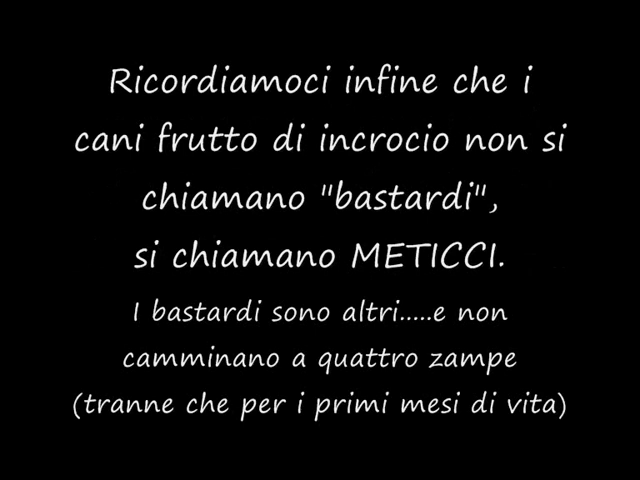 Ricordiamoci infine che i
cani frutto di incrocio non si
chiamano "bastardi",
si chiamano METICCI.
I bastardi sono altri.....e non
camminano a quattro zampe
(tranne che per i primi mesi di vita)